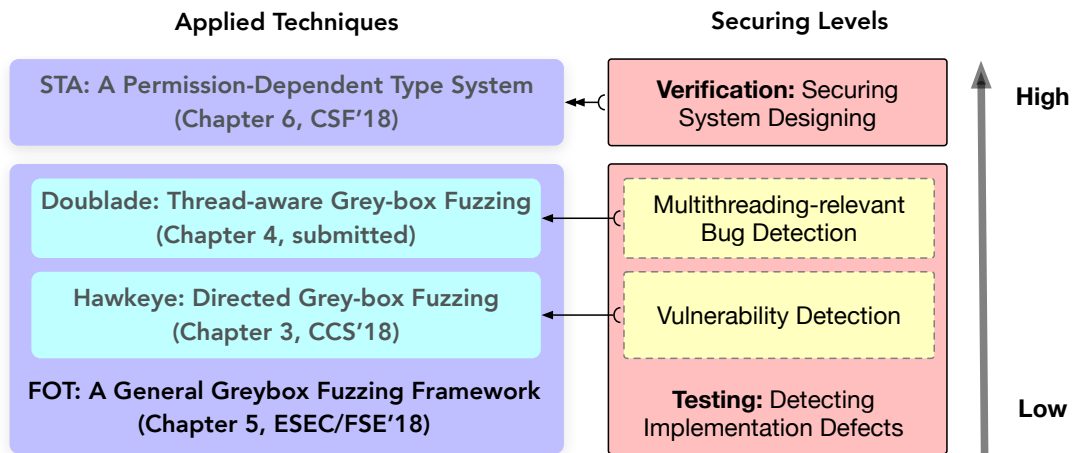 Applied Techniques
Securing Levels
STA: A Permission-Dependent Type System
(Chapter 6, CSF'18)
Verification: Securing
System Designing
High
Doublade: Thread-aware Grey-box Fuzzing
(Chapter 4, submitted)
Multithreading-relevant
Bug Detection
Hawkeye: Directed Grey-box Fuzzing
(Chapter 3, CCS'18)
Vulnerability Detection
FOT: A General Greybox Fuzzing Framework
(Chapter 5, ESEC/FSE'18)
Testing: Detecting
Implementation Defects
Low